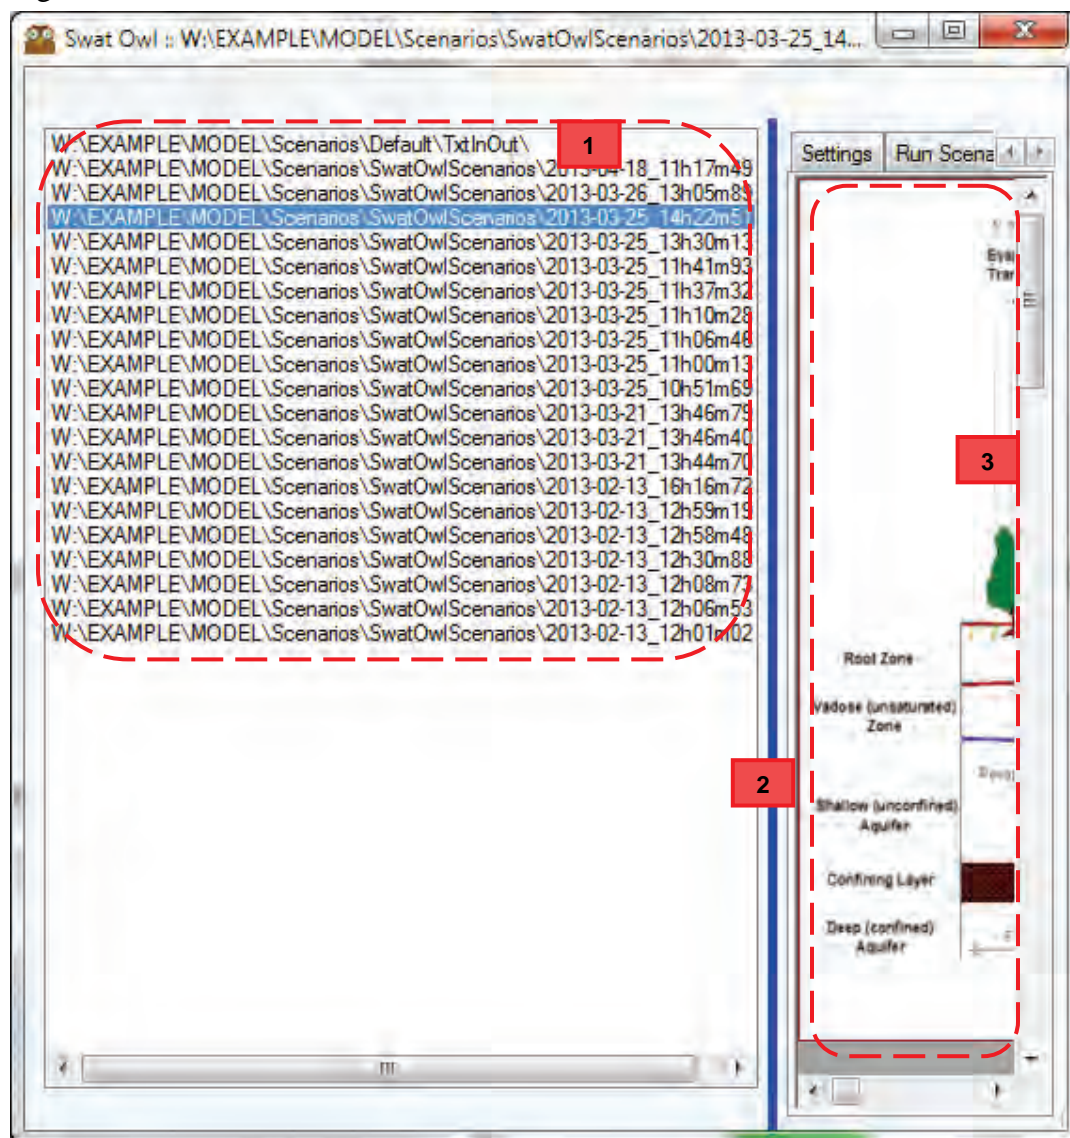 Swat Owl :: W:\EXAMPLE\MODEL\Scenarios\SwatOwlScenarios\2013-03-25_14...
1
W:\EXAMPLE\MODEL\Scenarios\Default\TxtInOut\
W:\EXAMPLE\MODEL\Scenarios\SwatOwlScenarios\2013-04-18_11h17m49
W:\EXAMPLE\MODEL\Scenarios\SwatOwlScenarios\2013-03-26_13h05m89
W:\EXAMPLE\MODEL\Scenarios\SwatOwlScenarios\2013-03-25_14h22m51
W:\EXAMPLE\MODEL\Scenarios\SwatOwlScenarios\2013-03-25_13h30m13
W:\EXAMPLE\MODEL\Scenarios\SwatOwlScenarios\2013-03-25_11h41m93
W:\EXAMPLE\MODEL\Scenarios\SwatOwlScenarios\2013-03-25_11h37m32
W:\EXAMPLE\MODEL\Scenarios\SwatOwlScenarios\2013-03-25_11h10m28
W:\EXAMPLE\MODEL\Scenarios\SwatOwlScenarios\2013-03-25_11h06m46
W:\EXAMPLE\MODEL\Scenarios\SwatOwlScenarios\2013-03-25_11h00m13
W:\EXAMPLE\MODEL\Scenarios\SwatOwlScenarios\2013-03-25_10h51m69
W:\EXAMPLE\MODEL\Scenarios\SwatOwlScenarios\2013-03-21_13h46m79
W:\EXAMPLE\MODEL\Scenarios\SwatOwlScenarios\2013-03-21_13h46m40
W:\EXAMPLE\MODEL\Scenarios\SwatOwlScenarios\2013-03-21_13h44m70
W:\EXAMPLE\MODEL\Scenarios\SwatOwlScenarios\2013-02-13_16h16m72
W:\EXAMPLE\MODEL\Scenarios\SwatOwlScenarios\2013-02-13_12h59m19
W:\EXAMPLE\MODEL\Scenarios\SwatOwlScenarios\2013-02-13_12h58m48
W:\EXAMPLE\MODEL\Scenarios\SwatOwlScenarios\2013-02-13_12h30m88
W:\EXAMPLE\MODEL\Scenarios\SwatOwlScenarios\2013-02-13_12h08m73
W:\EXAMPLE\MODEL\Scenarios\SwatOwlScenarios\2013-02-13_12h06m53
W:\EXAMPLE\MODEL\Scenarios\SwatOwlScenarios\2013-02-13_12h01m02
2
Settings
Run Scena
3
Root Zone
Vadose (unsaturated)
Zone
Shallow (unconfined)
Aquifer
Confining Layer
Deep (confined)
Aquifer